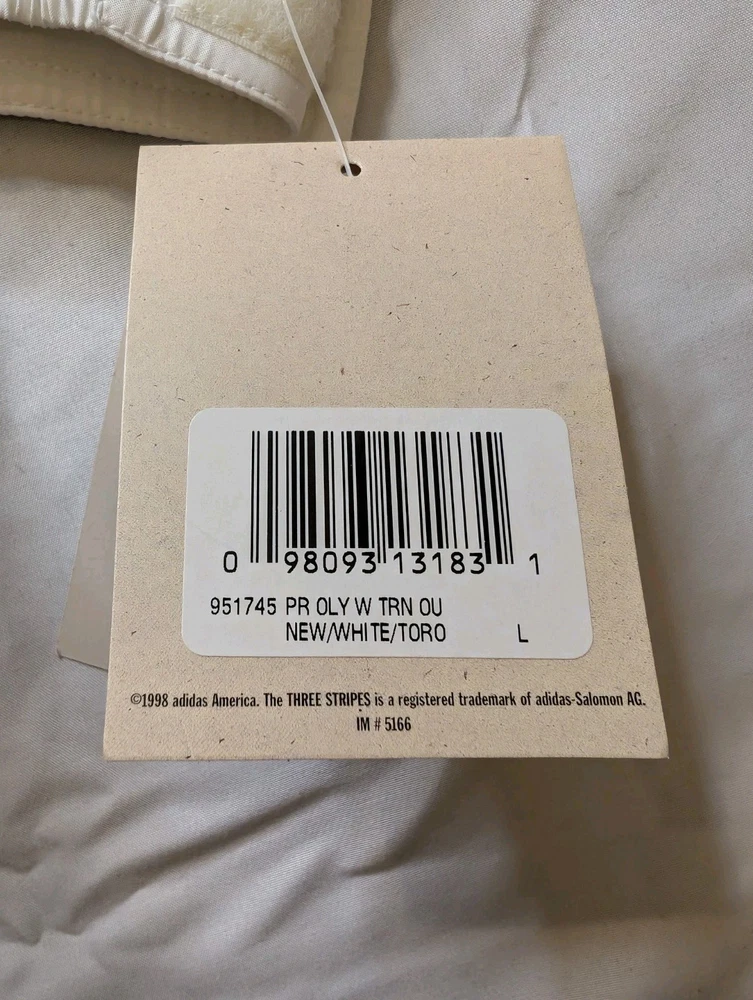 0 98093 13183 1
951745 PR OLY W TRN OU
NEW/WHITE/TORO L
©1998 adidas America. The THREE STRIPES is a registered trademark of adidas-Salomon AG.
IM # 5166